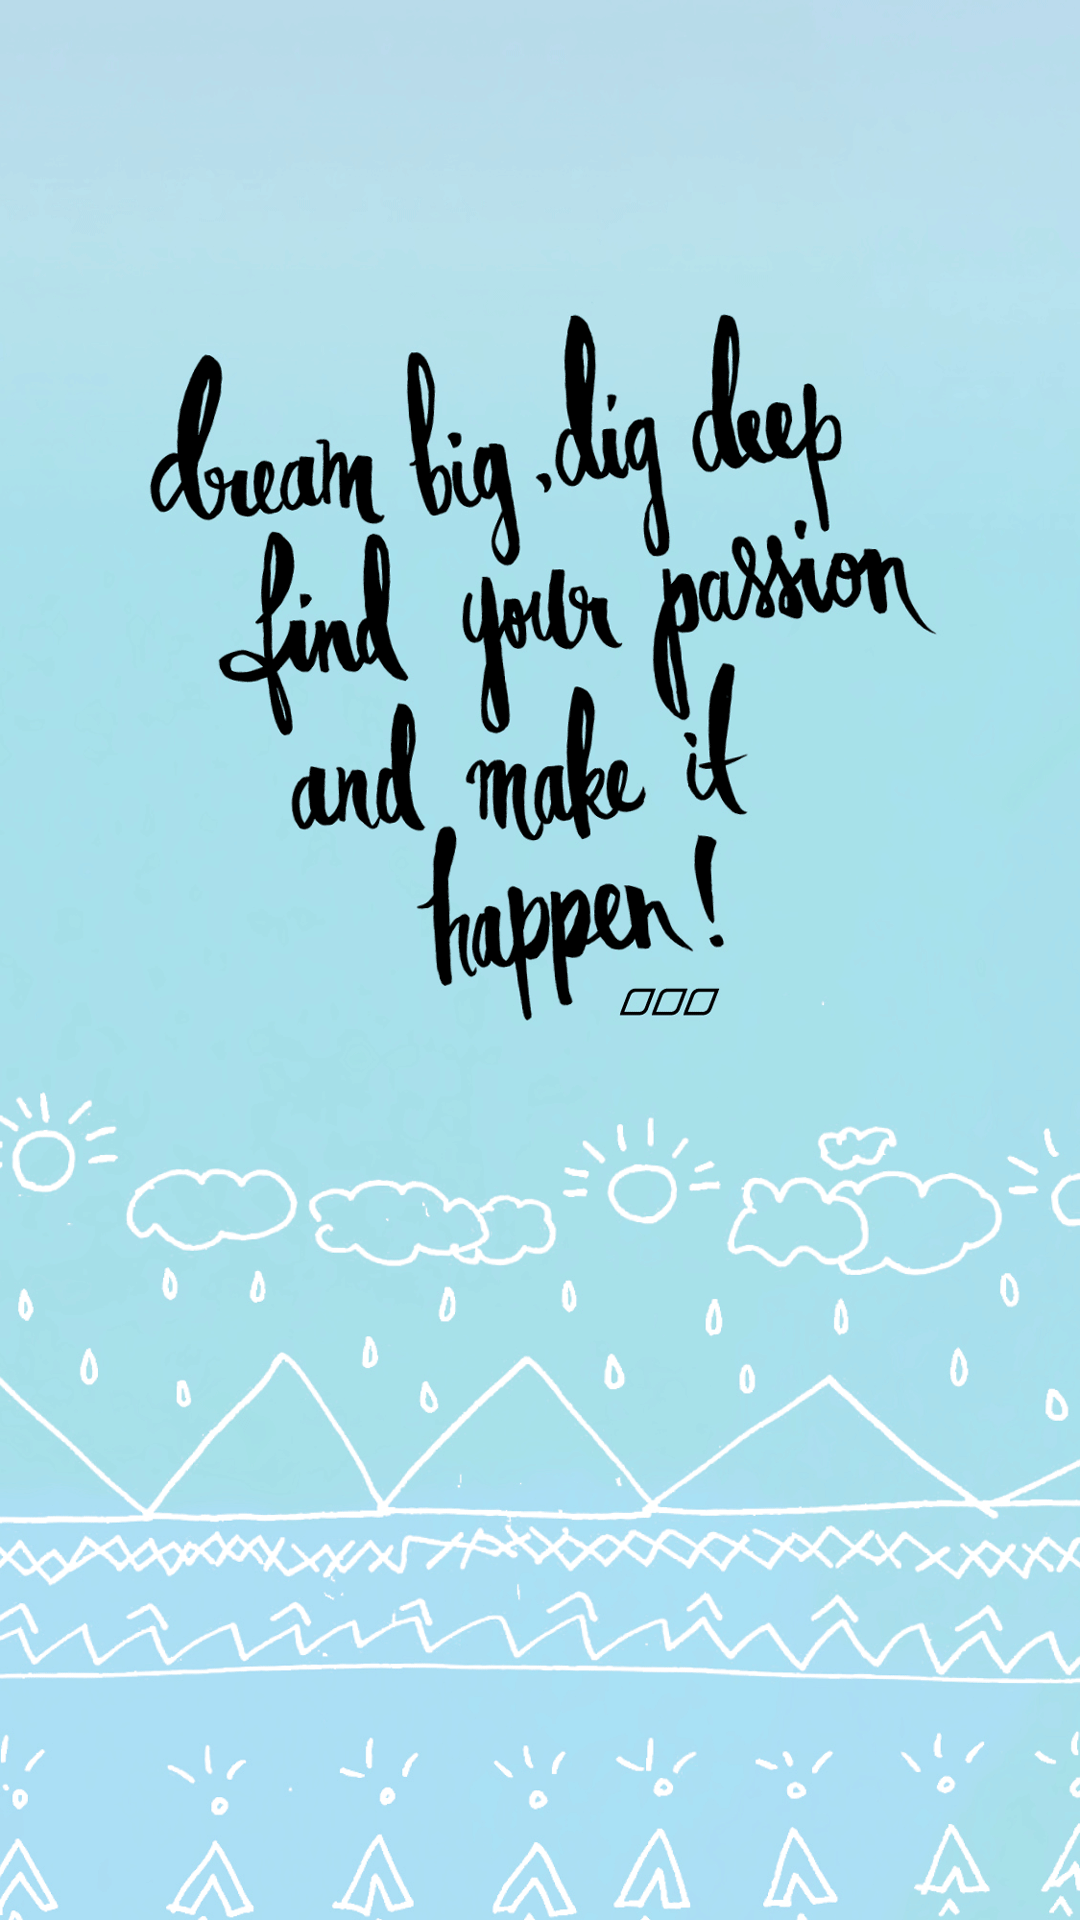 dream big, dig deep
find your passion
and make it
happen!